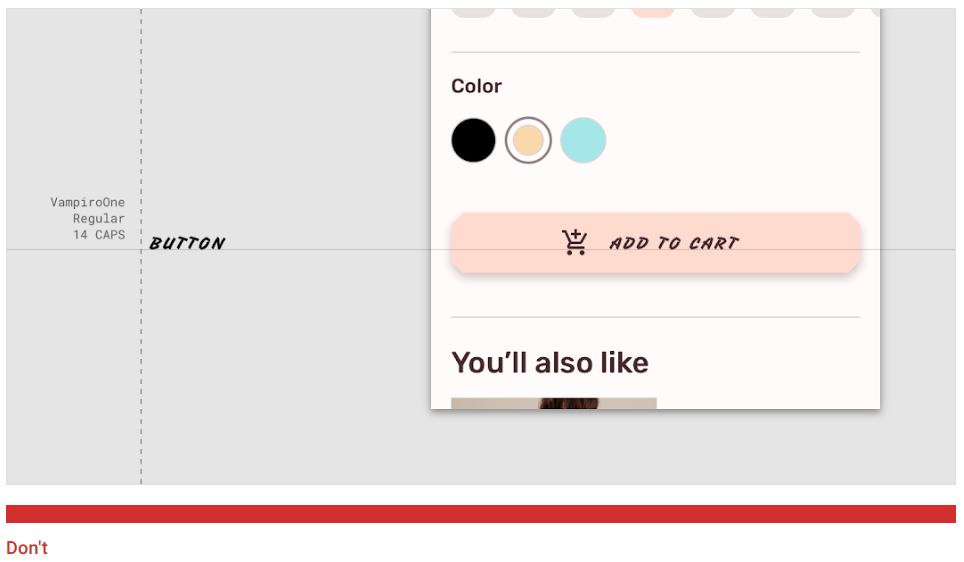 Color
VampiroOne
Regular
14 CAPS
BUTTON
ADD TO CART
You’ll also like
Don't